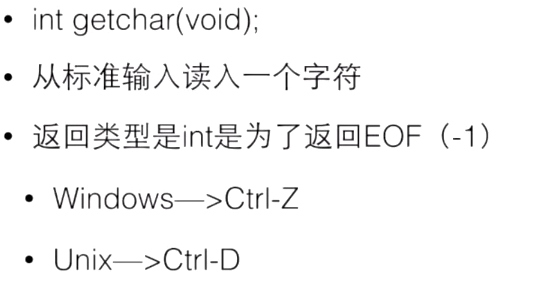 • int getchar(void);
• 从标准输入读入一个字符
• 返回类型是int是为了返回EOF（-1）
• Windows—>Ctrl-Z
• Unix—>Ctrl-D